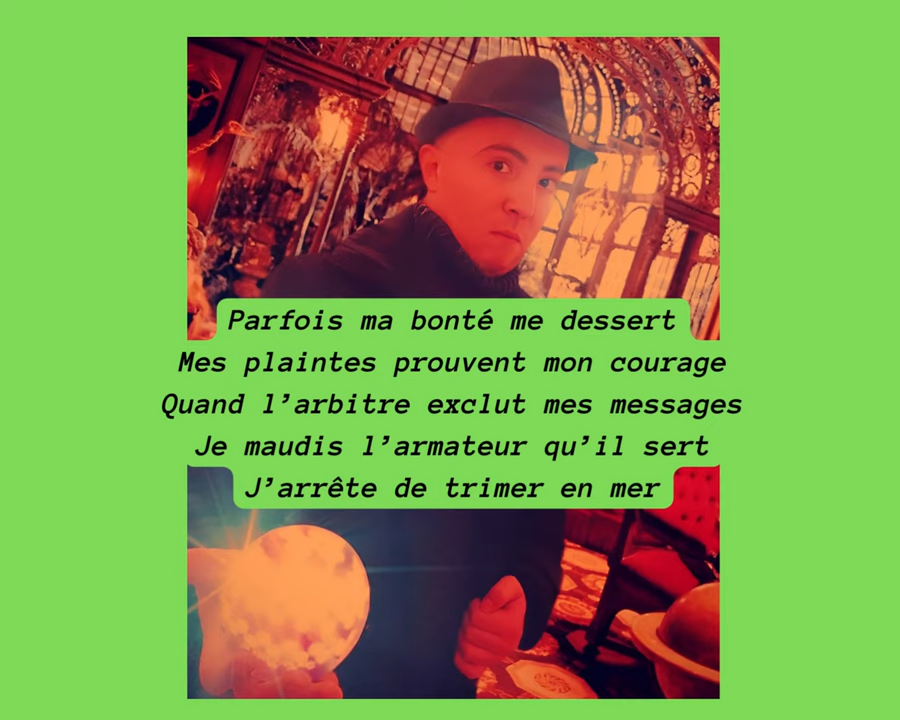 Parfois ma bonté me dessert
Mes plaintes prouvent mon courage
Quand l’arbitre exclut mes messages
Je maudis l’armateur qu’il sert
J’arrête de trimer en mer